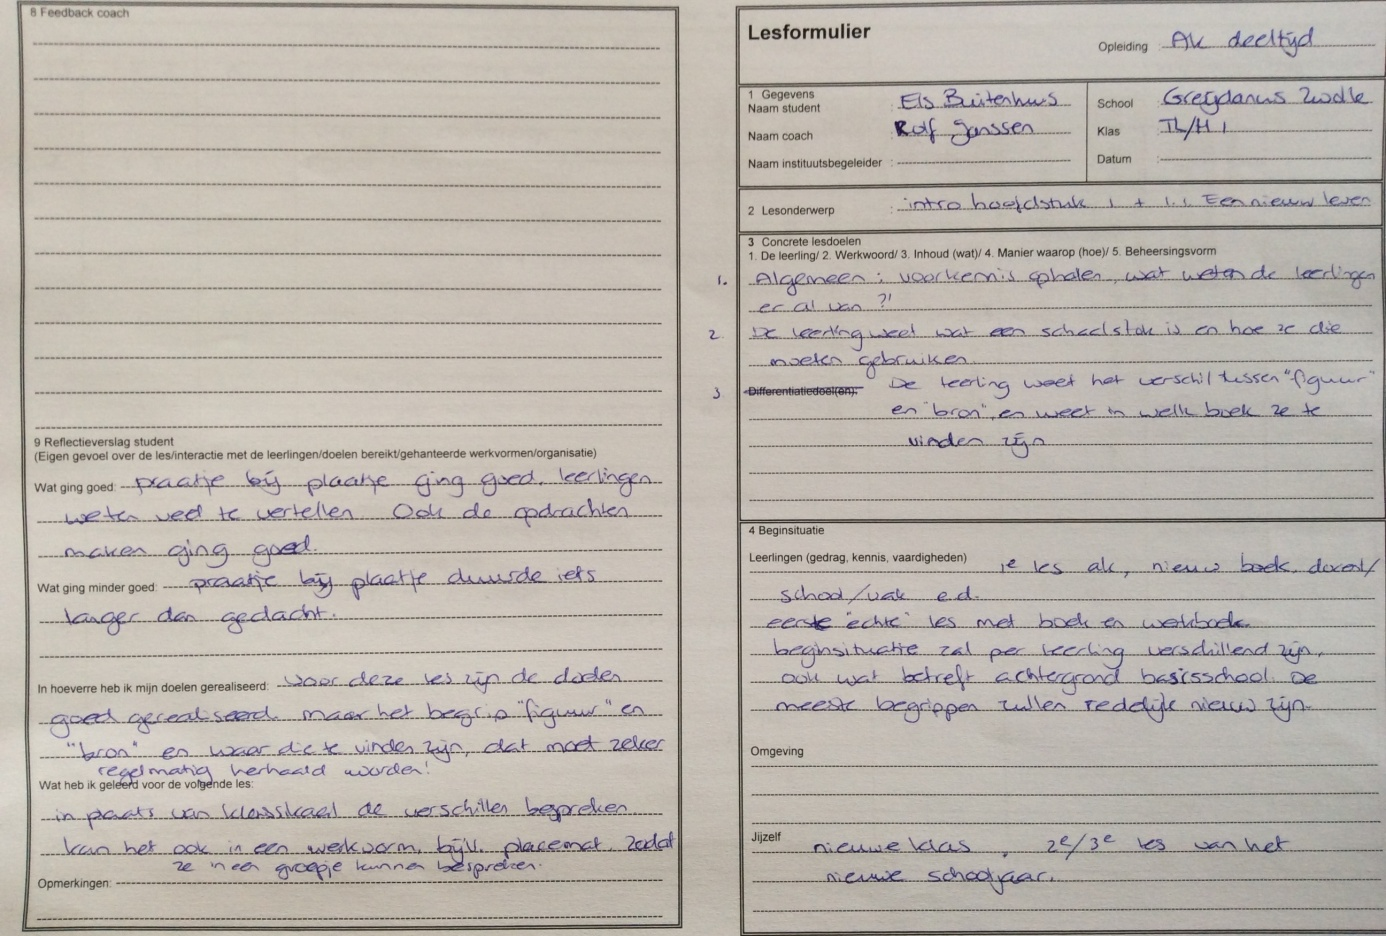 8 Feedback coach
9 Reflectieverslag student
(Eigen gevoel over de les/interactie met de leerlingen/doelen bereikt/gehanteerde werkvormen/organisatie)
Wat ging goed: praatje bij plaatje ging goed. leerlingen
weten veel te vertellen Ook de opdrachten
maken ging goed.
Wat ging minder goed: praatje bij plaatje duurde iets
langer dan gedacht.
In hoeverre heb ik mijn doelen gerealiseerd: voor deze les zijn de doelen
goed gerealiseerd. maar het begrip "figuur" en
"bron" en waar die te vinden zijn, dat moet zeker
regelmatig herhaald worden!
Wat heb ik geleerd voor de volgende les:
in plaats van klassikaal de verschillen bespreken
kan het ook in een werkvorm, bijv. placemat. zodat
ze in een groepje kunnen bespreken.
Opmerkingen:
Lesformulier
Opleiding : AK deeltijd
1 Gegevens
Naam student : Els Buitenhuis
Naam coach : Rolf Janssen
Naam instituutsbegeleider :
School Greijdanus Zwolle
Klas TL/H 1
Datum :
2 Lesonderwerp : intro hoofdstuk 1 + 1.1 Een nieuw leven
3 Concrete lesdoelen
1. De leerling/ 2. Werkwoord/ 3. Inhoud (wat)/ 4. Manier waarop (hoe)/ 5. Beheersingsvorm
1. Algemeen : voorkennis ophalen, wat weten de leerlingen
er al van ?!
2 De leerling weet wat een schaalstok is en hoe ze die
moeten gebruiken
3 Differentiatiedoel(en): De leerling weet het verschil tussen "figuur"
en "bron", en weet in welk boek ze te
vinden zijn
4 Beginsituatie
Leerlingen (gedrag, kennis, vaardigheden) 1e les ak, nieuw boek, docent/
school/vak e.d.
eerste "echte" les met boek en werkboek.
beginsituatie zal per leerling verschillend zijn,
ook wat betreft achtergrond basisschool. De
meeste begrippen zullen redelijk nieuw zijn.
Omgeving
Jijzelf nieuwe klas, 2e/3e les van het
nieuwe schooljaar.